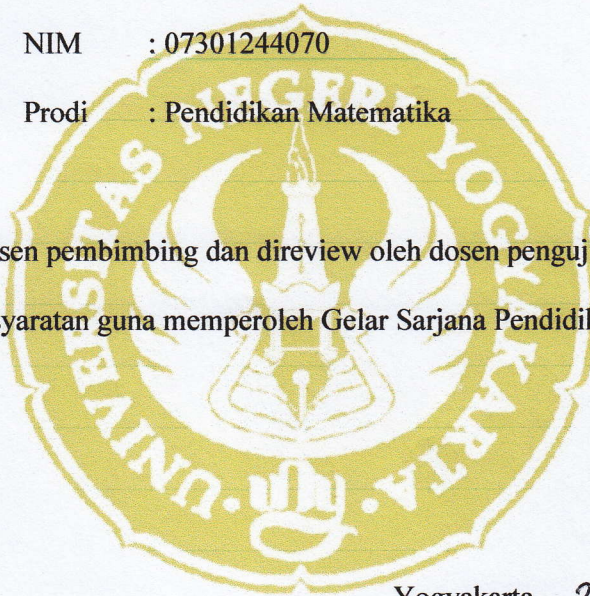 NIM : 07301244070
Prodi : Pendidikan Matematika
UNIVERSITAS NEGERI YOGYAKARTA
sen pembimbing dan direview oleh dosen penguj
yaratan guna memperoleh Gelar Sarjana Pendidik
Yogyakarta